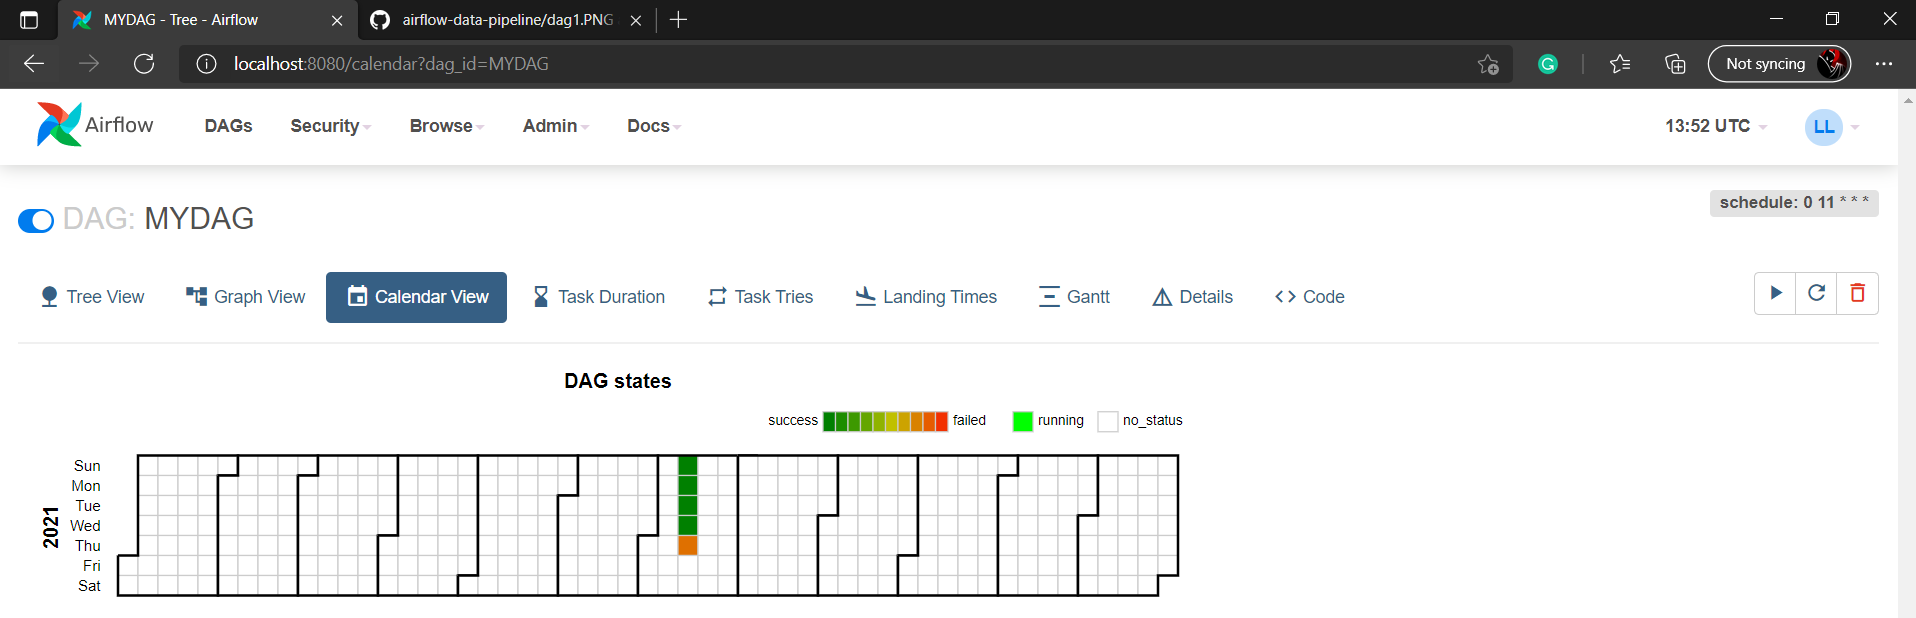 MYDAG - Tree - Airflow
airflow-data-pipeline/dag1.PNG
localhost:8080/calendar?dag_id=MYDAG
G
Not syncing
Airflow
DAGs
Security
Browse
Admin
Docs
13:52 UTC
LL
DAG: MYDAG
schedule: 0 11 * * *
Tree View
Graph View
Calendar View
Task Duration
Task Tries
Landing Times
Gantt
Details
Code
DAG states
success
failed
running
no_status
2021
Sun
Mon
Tue
Wed
Thu
Fri
Sat